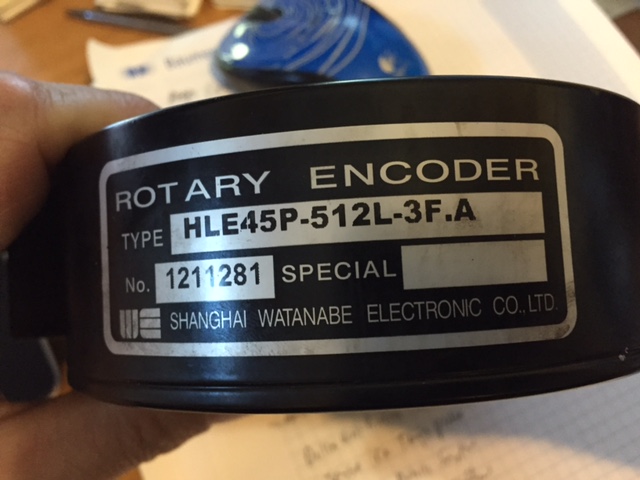 ROTARY ENCODER
TYPE HLE45P-512L-3F.A
No. 1211281 SPECIAL
SHANGHAI WATANABE ELECTRONIC CO., LTD.